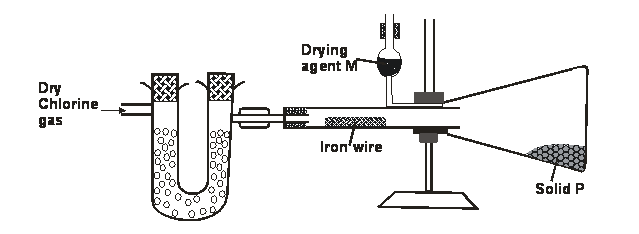 Drying
agent M
Dry
Chlorine
gas
Iron wire
Solid P